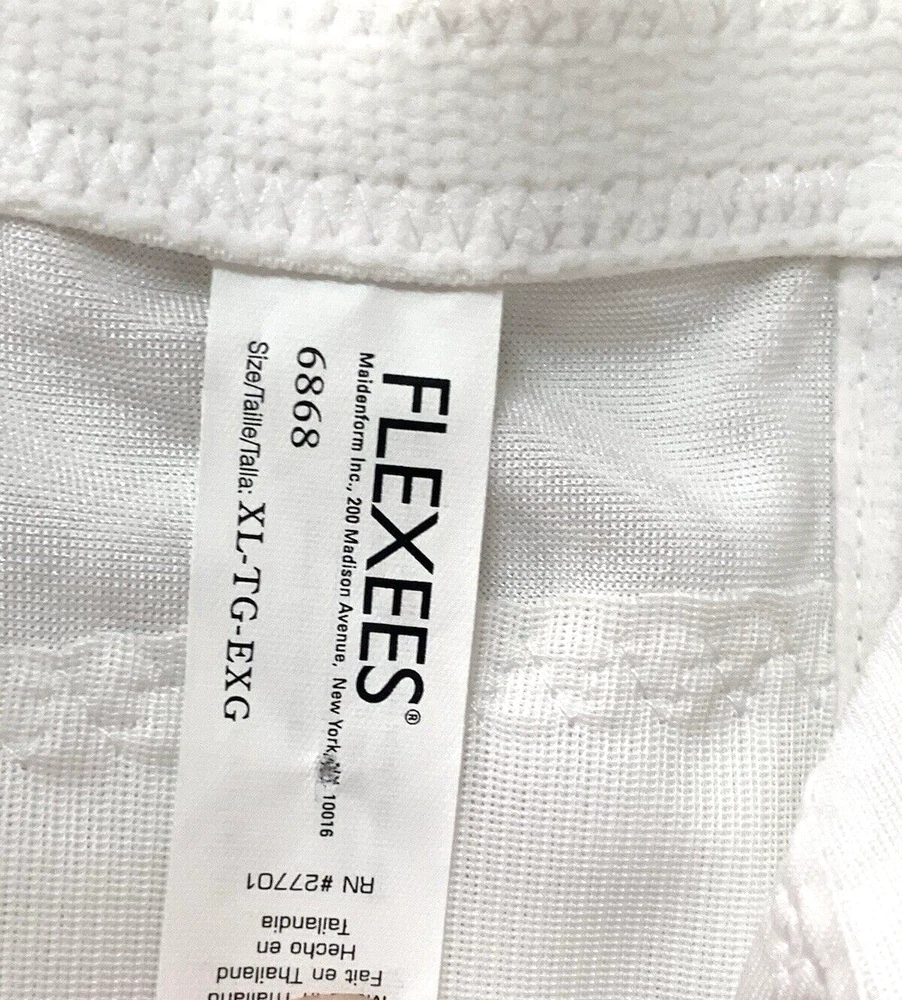 FLEXEES®
Maidenform Inc., 200 Madison Avenue, New York, 10016
6868
Size/Taille/Talla: XL-TG-EXG
RN #27701
Tailandia
Hecho en
Fait en Thailand
Thailand